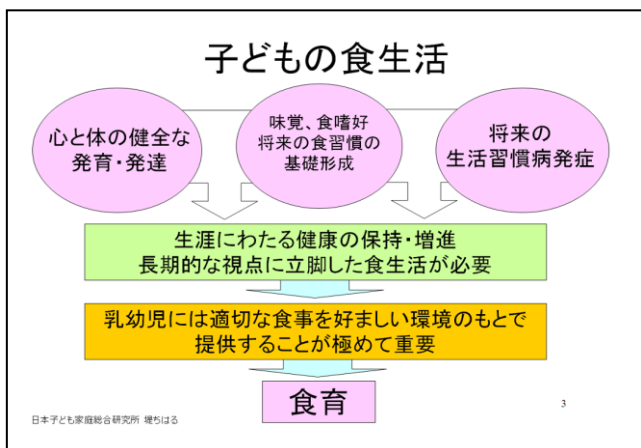 子どもの食生活
心と体の健全な
発育・発達
味覚、食嗜好
将来の食習慣の
基礎形成
将来の
生活習慣病発症
生涯にわたる健康の保持・増進
長期的な視点に立脚した食生活が必要
乳幼児には適切な食事を好ましい環境のもとで
提供することが極めて重要
食育
3
日本子ども家庭総合研究所 堤ちはる